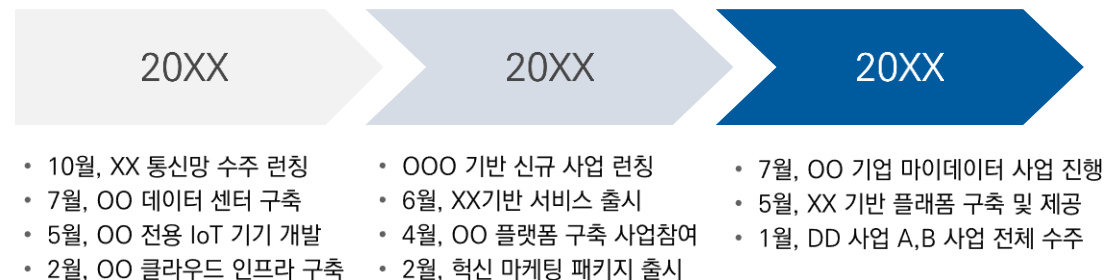 20XX
20XX
20XX
• 10월, XX 통신망 수주 런칭
• 7월, OO 데이터 센터 구축
• 5월, OO 전용 IoT 기기 개발
• 2월, OO 클라우드 인프라 구축
• OOO 기반 신규 사업 런칭
• 6월, XX기반 서비스 출시
• 4월, OO 플랫폼 구축 사업참여
• 2월, 혁신 마케팅 패키지 출시
• 7월, OO 기업 마이데이터 사업 진행
• 5월, XX 기반 플래폼 구축 및 제공
• 1월, DD 사업 A,B 사업 전체 수주